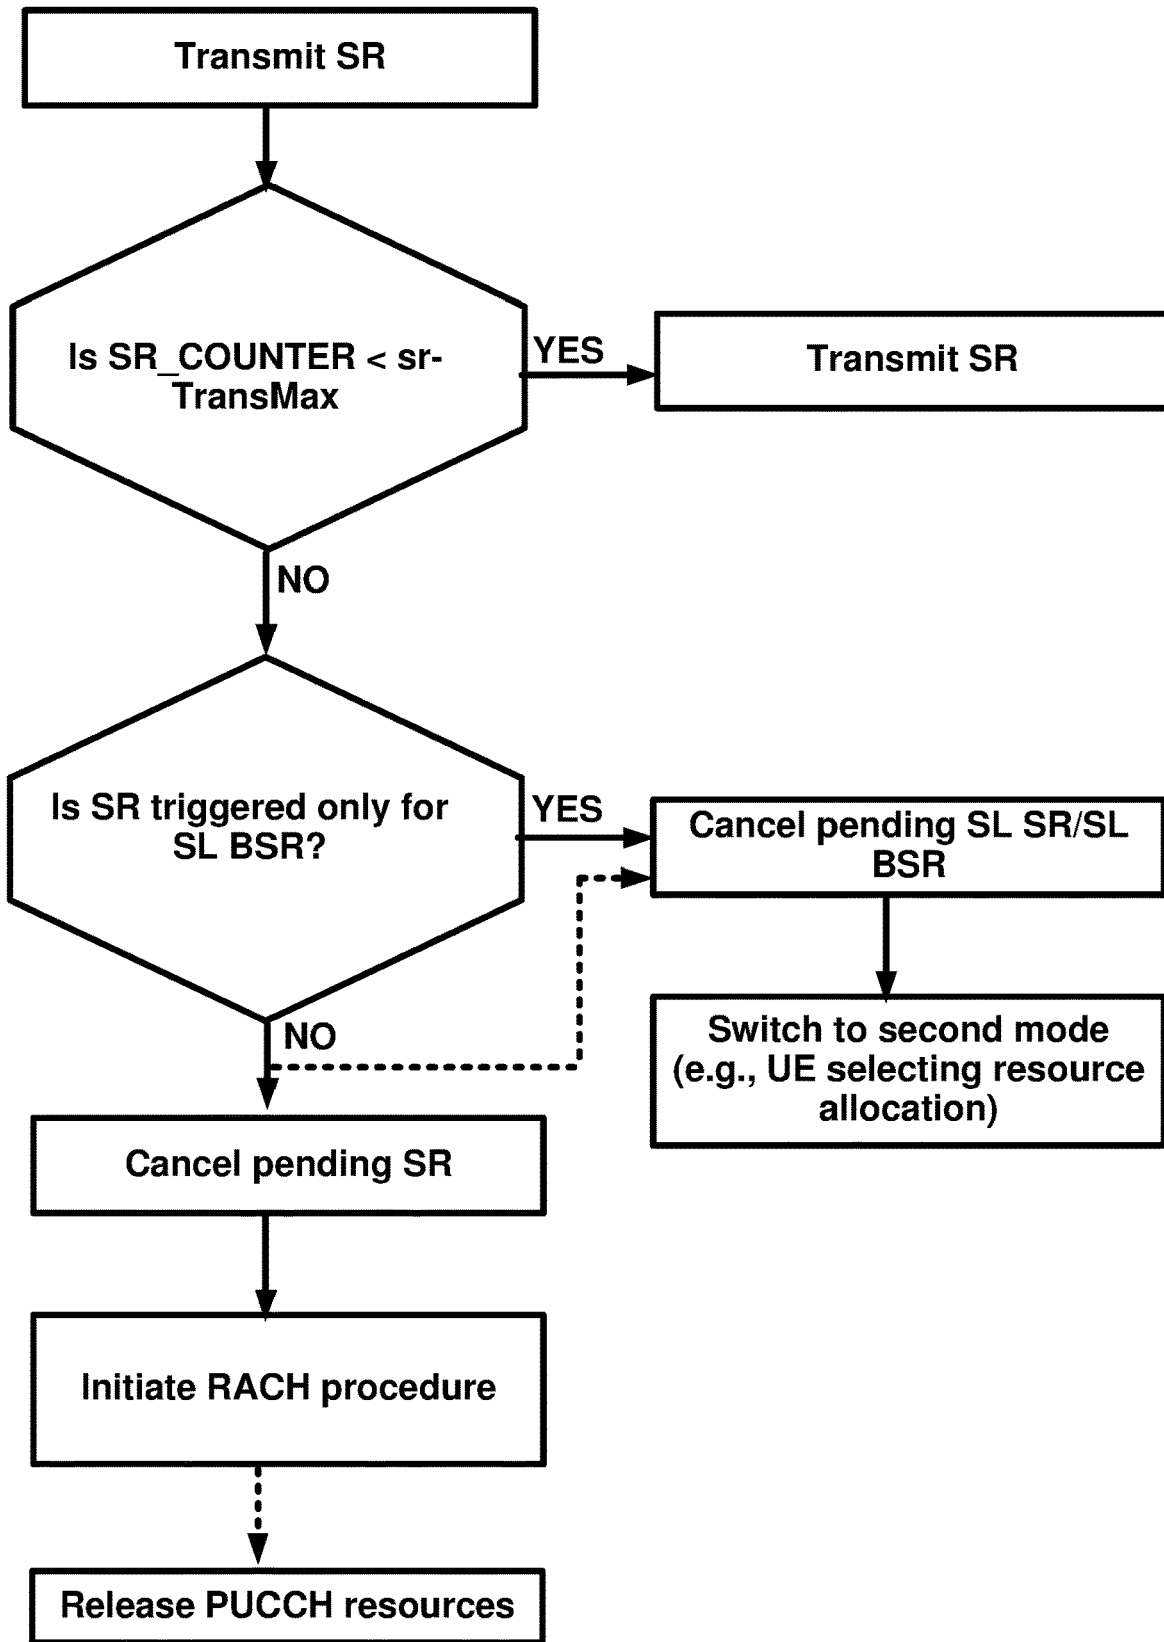 Transmit SR
Is SR_COUNTER < sr-
TransMax
YES
Transmit SR
NO
Is SR triggered only for
SL BSR?
YES
Cancel pending SL SR/SL
BSR
NO
Switch to second mode
(e.g., UE selecting resource
allocation)
Cancel pending SR
Initiate RACH procedure
Release PUCCH resources